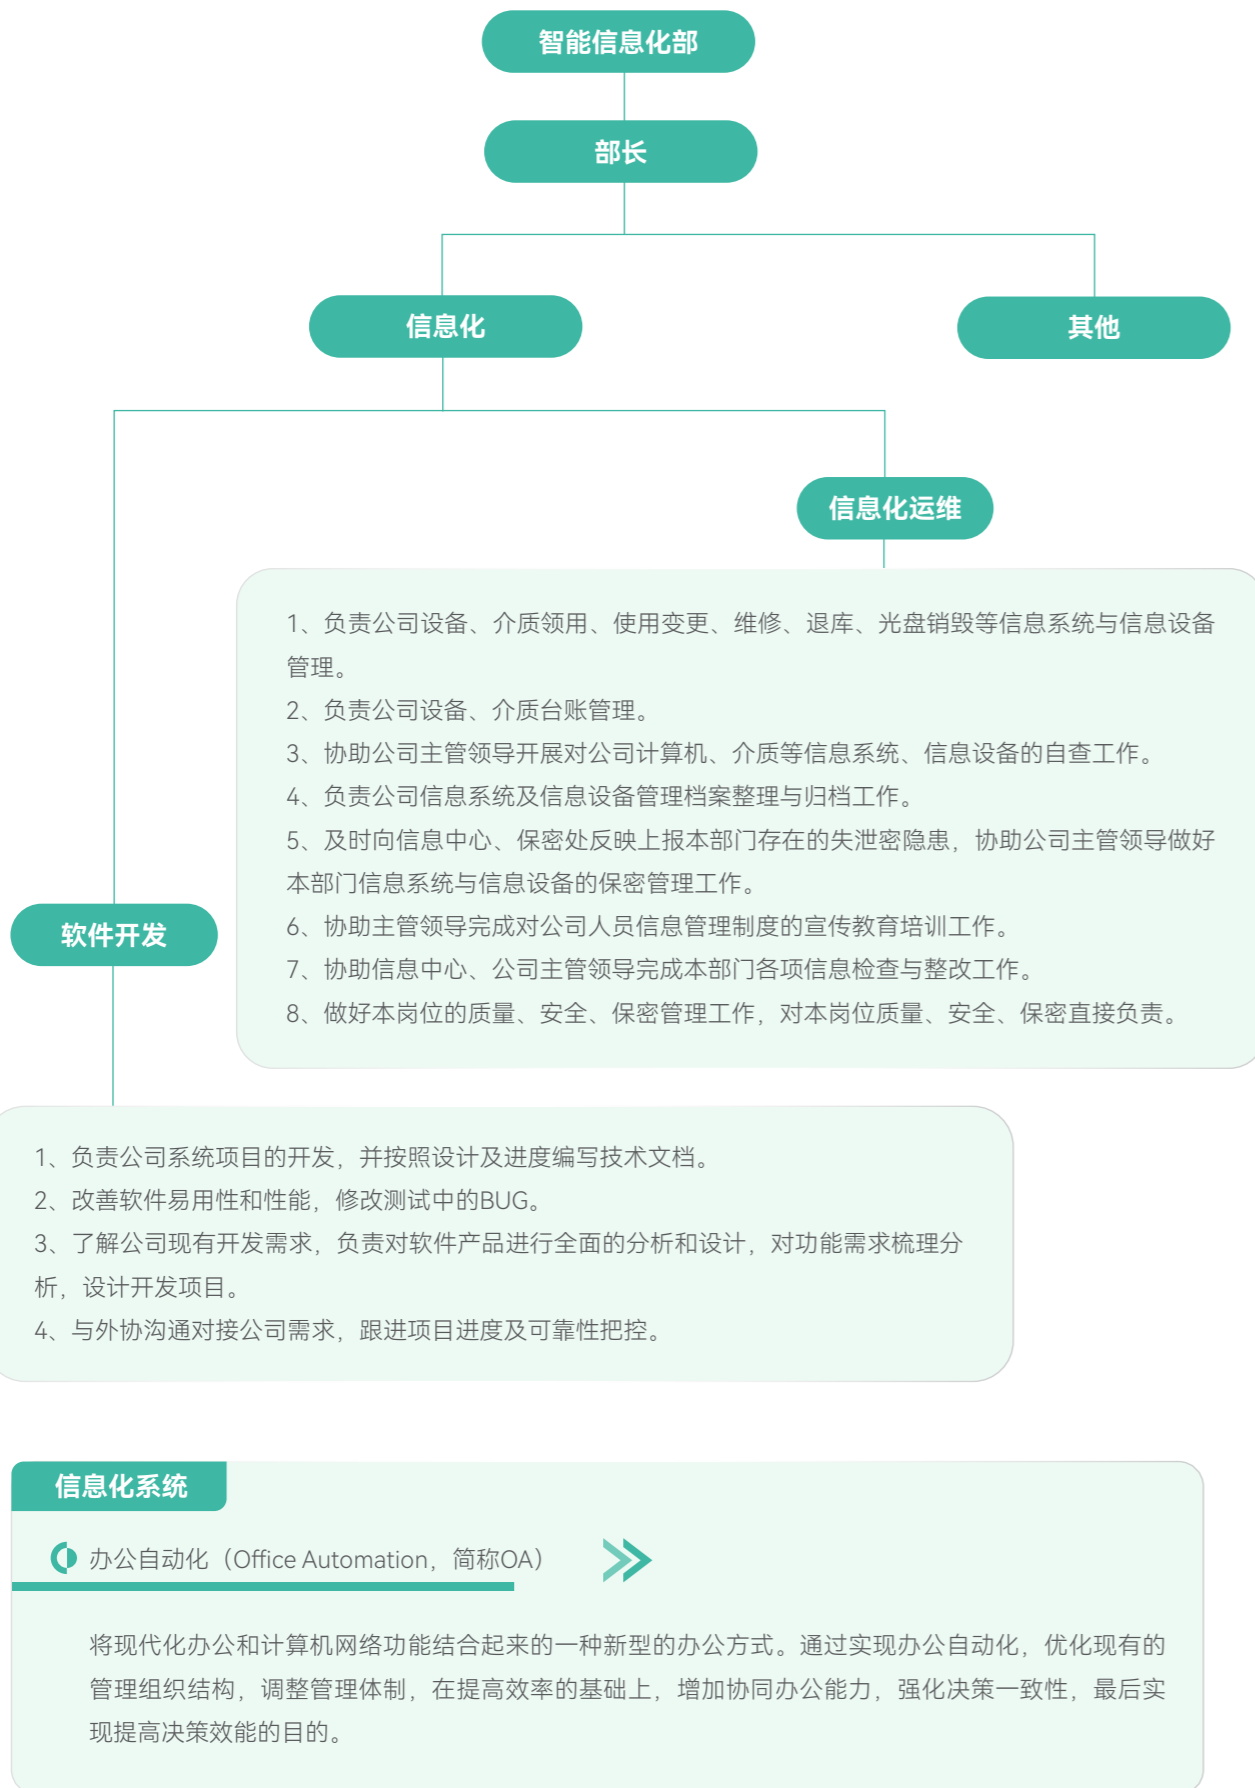 智能信息化部
部长
信息化
其他
信息化运维
1、负责公司设备、介质领用、使用变更、维修、退库、光盘销毁等信息系统与信息设备
管理。
2、负责公司设备、介质台账管理。
3、协助公司主管领导开展对公司计算机、介质等信息系统、信息设备的自查工作。
4、负责公司信息系统及信息设备管理档案整理与归档工作。
5、及时向信息中心、保密处反映上报本部门存在的失泄密隐患，协助公司主管领导做好
本部门信息系统与信息设备的保密管理工作。
6、协助主管领导完成对公司人员信息管理制度的宣传教育培训工作。
7、协助信息中心、公司主管领导完成本部门各项信息检查与整改工作。
8、做好本岗位的质量、安全、保密管理工作，对本岗位质量、安全、保密直接负责。
软件开发
1、负责公司系统项目的开发，并按照设计及进度编写技术文档。
2、改善软件易用性和性能，修改测试中的BUG。
3、了解公司现有开发需求，负责对软件产品进行全面的分析和设计，对功能需求梳理分
析，设计开发项目。
4、与外协沟通对接公司需求，跟进项目进度及可靠性把控。
信息化系统
办公自动化（Office Automation，简称OA）
将现代化办公和计算机网络功能结合起来的一种新型的办公方式。通过实现办公自动化，优化现有的
管理组织结构，调整管理体制，在提高效率的基础上，增加协同办公能力，强化决策一致性，最后实
现提高决策效能的目的。